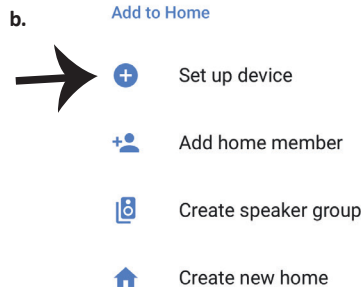 b.
Add to Home
Set up device
Add home member
Create speaker group
Create new home